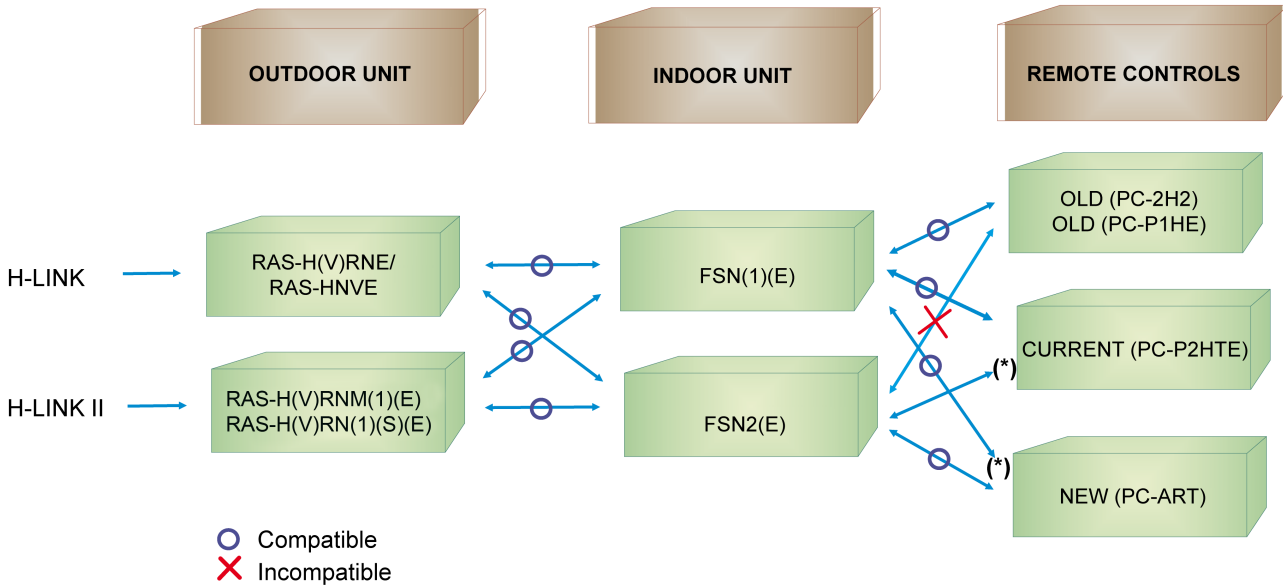 OUTDOOR UNIT
INDOOR UNIT
REMOTE CONTROLS
OLD (PC-2H2)
OLD (PC-P1HE)
H-LINK
RAS-H(V)RNE/
RAS-HNVE
FSN(1)(E)
CURRENT (PC-P2HTE)
(*)
H-LINK II
RAS-H(V)RNM(1)(E)
RAS-H(V)RN(1)(S)(E)
FSN2(E)
(*)
NEW (PC-ART)
Compatible
Incompatible